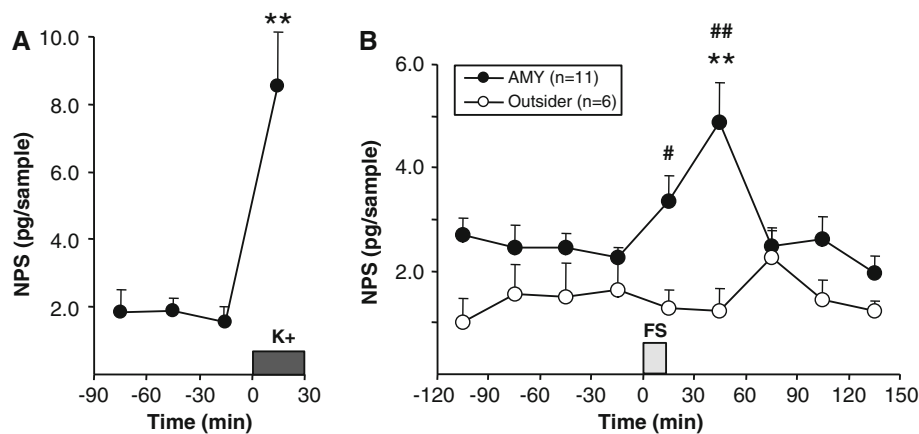 A
**
10.0
8.0
6.0
4.0
2.0
NPS (pg/sample)
K+
-90 -60 -30 0 30
Time (min)
B
##
**
#
6.0
4.0
2.0
NPS (pg/sample)
AMY (n=11)
Outsider (n=6)
FS
-120 -90 -60 -30 0 30 60 90 120 150
Time (min)